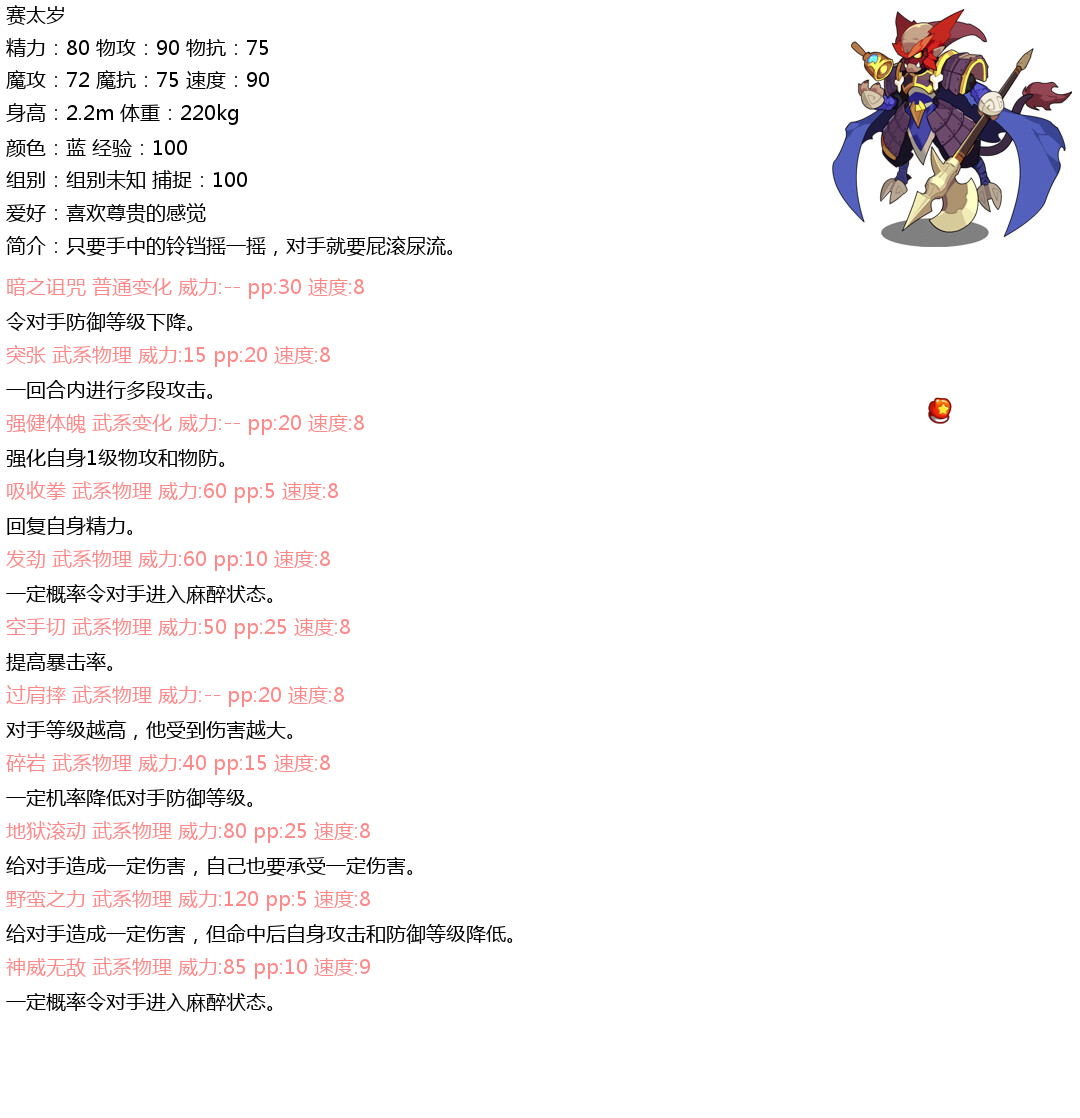 赛太岁
精力：80 物攻：90 物抗：75
魔攻：72 魔抗：75 速度：90
身高：2.2m 体重：220kg
颜色：蓝 经验：100
组别：组别未知 捕捉：100
爱好：喜欢尊贵的感觉
简介：只要手中的铃铛摇一摇，对手就要屁滚尿流。
暗之诅咒 普通变化 威力:-- pp:30 速度:8
令对手防御等级下降。
突张 武系物理 威力:15 pp:20 速度:8
一回合内进行多段攻击。
强健体魄 武系变化 威力:-- pp:20 速度:8
强化自身1级物攻和物防。
吸收拳 武系物理 威力:60 pp:5 速度:8
回复自身精力。
发劲 武系物理 威力:60 pp:10 速度:8
一定概率令对手进入麻醉状态。
空手切 武系物理 威力:50 pp:25 速度:8
提高暴击率。
过肩摔 武系物理 威力:-- pp:20 速度:8
对手等级越高，他受到伤害越大。
碎岩 武系物理 威力:40 pp:15 速度:8
一定机率降低对手防御等级。
地狱滚动 武系物理 威力:80 pp:25 速度:8
给对手造成一定伤害，自己也要承受一定伤害。
野蛮之力 武系物理 威力:120 pp:5 速度:8
给对手造成一定伤害，但命中后自身攻击和防御等级降低。
神威无敌 武系物理 威力:85 pp:10 速度:9
一定概率令对手进入麻醉状态。